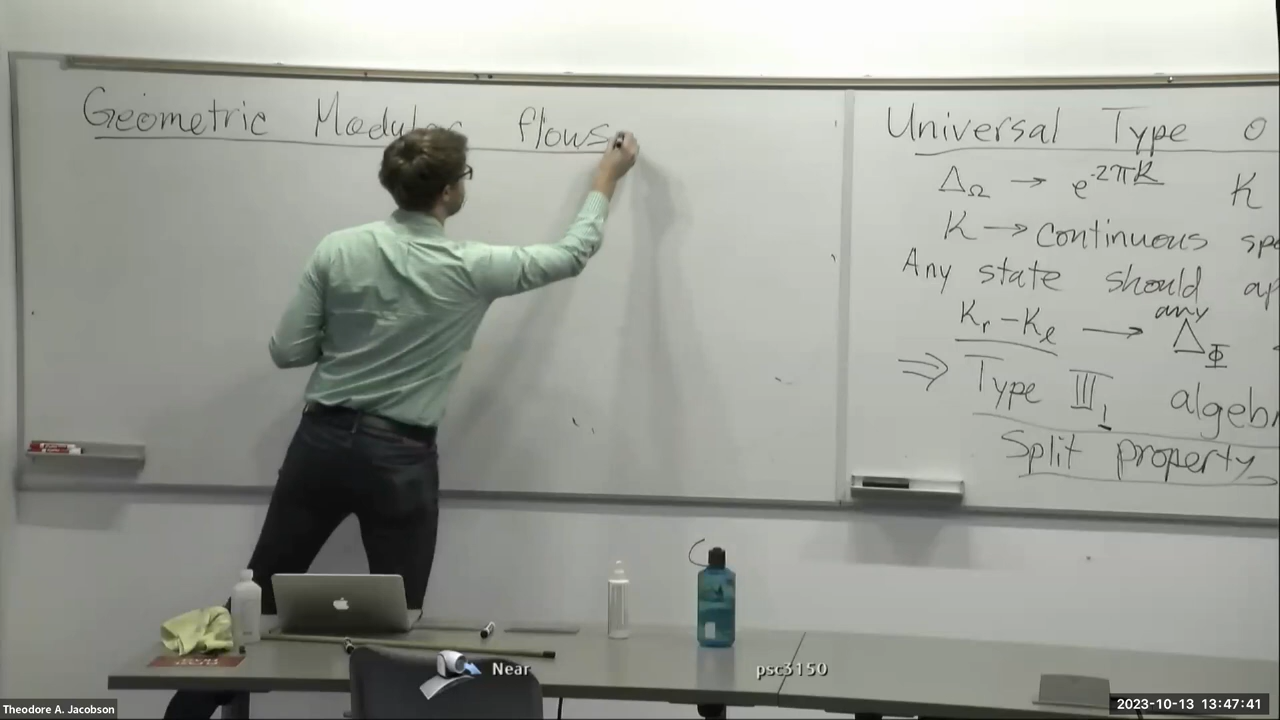 Geometric Modular flows
Universal Type
Δ_Ω → e^{-2πK} K
K → continuous
Any state should
K_r - K_l → any Δ_Φ
⇒ Type III_1
Split property
Near
psc3150
Theodore A. Jacobson
2023-10-13 13:47:41